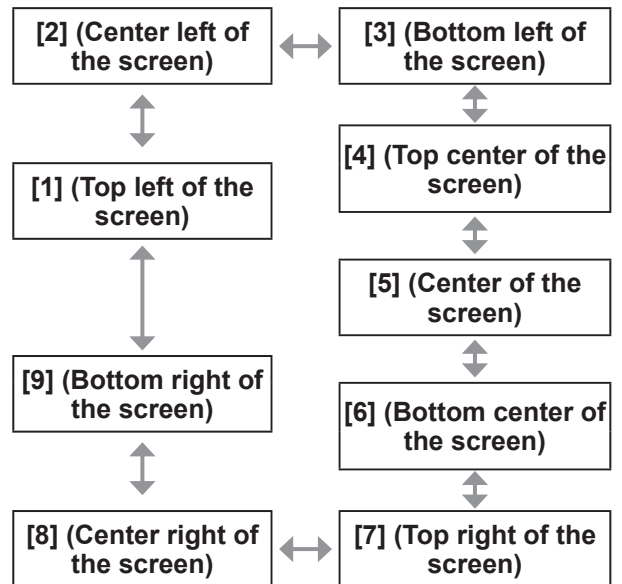 [2] (Center left of
the screen)
[3] (Bottom left of
the screen)
[4] (Top center of the
screen)
[1] (Top left of the
screen)
[5] (Center of the
screen)
[9] (Bottom right of
the screen)
[6] (Bottom center of
the screen)
[8] (Center right of
the screen)
[7] (Top right of the
screen)